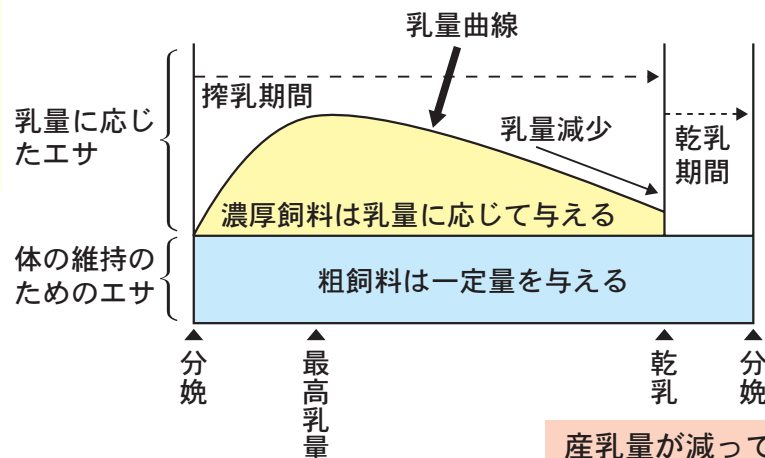 乳量曲線
搾乳期間
乳量に応じ
たエサ
乳量減少
乾乳
期間
濃厚飼料は乳量に応じて与える
体の維持の
ためのエサ
粗飼料は一定量を与える
分娩
最高乳量
乾乳
分娩
産乳量が減って